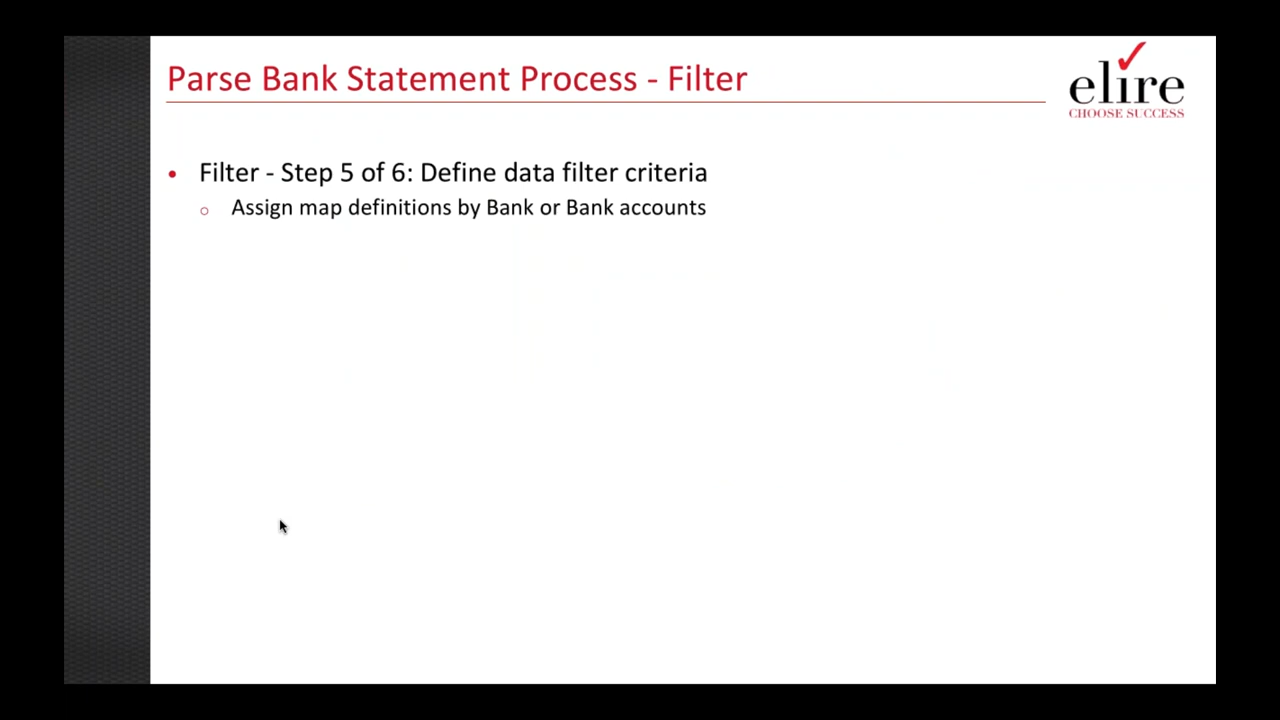 Parse Bank Statement Process - Filter
elire
CHOOSE SUCCESS
• Filter - Step 5 of 6: Define data filter criteria
○ Assign map definitions by Bank or Bank accounts